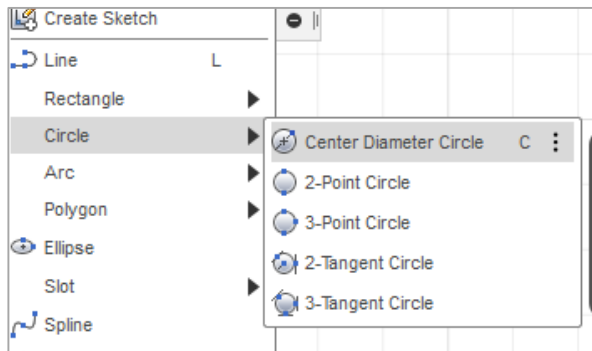 Create Sketch
Line L
Rectangle
Circle
Arc
Polygon
Ellipse
Slot
Spline
Center Diameter Circle C
2-Point Circle
3-Point Circle
2-Tangent Circle
3-Tangent Circle